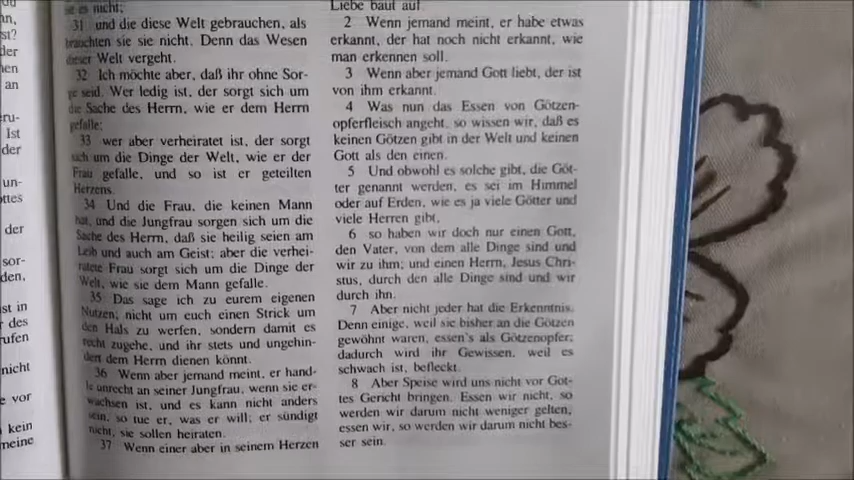 ist es nicht;
31 und die diese Welt gebrauchen, als
brauchten sie sie nicht. Denn das Wesen
dieser Welt vergeht.
32 Ich möchte aber, daß ihr ohne Sor-
ge seid. Wer ledig ist, der sorgt sich um
die Sache des Herrn, wie er dem Herrn
gefalle;
33 wer aber verheiratet ist, der sorgt
sich um die Dinge der Welt, wie er der
Frau gefalle, und so ist er geteilten
Herzens.
34 Und die Frau, die keinen Mann
hat, und die Jungfrau sorgen sich um die
Sache des Herrn, daß sie heilig seien am
Leib und auch am Geist; aber die verhei-
ratete Frau sorgt sich um die Dinge der
Welt, wie sie dem Mann gefalle.
35 Das sage ich zu eurem eigenen
Nutzen; nicht um euch einen Strick um
den Hals zu werfen, sondern damit es
recht zugehe, und ihr stets und ungehin-
dert dem Herrn dienen könnt.
36 Wenn aber jemand meint, er hand-
le unrecht an seiner Jungfrau, wenn sie er-
wachsen ist, und es kann nicht anders
sein, so tue er, was er will; er sündigt
nicht, sie sollen heiraten.
37 Wenn einer aber in seinem Herzen
Liebe baut auf
2 Wenn jemand meint, er habe etwas
erkannt, der hat noch nicht erkannt, wie
man erkennen soll.
3 Wenn aber jemand Gott liebt, der ist
von ihm erkannt.
4 Was nun das Essen von Götzen-
opferfleisch angeht, so wissen wir, daß es
keinen Götzen gibt in der Welt und keinen
Gott als den einen.
5 Und obwohl es solche gibt, die Göt-
ter genannt werden, es sei im Himmel
oder auf Erden, wie es ja viele Götter und
viele Herren gibt,
6 so haben wir doch nur einen Gott,
den Vater, von dem alle Dinge sind und
wir zu ihm; und einen Herrn, Jesus Chri-
stus, durch den alle Dinge sind und wir
durch ihn.
7 Aber nicht jeder hat die Erkenntnis.
Denn einige, weil sie bisher an die Götzen
gewöhnt waren, essen's als Götzenopfer;
dadurch wird ihr Gewissen, weil es
schwach ist, befleckt.
8 Aber Speise wird uns nicht vor Got-
tes Gericht bringen. Essen wir nicht, so
werden wir darum nicht weniger gelten,
essen wir, so werden wir darum nicht bes-
ser sein.